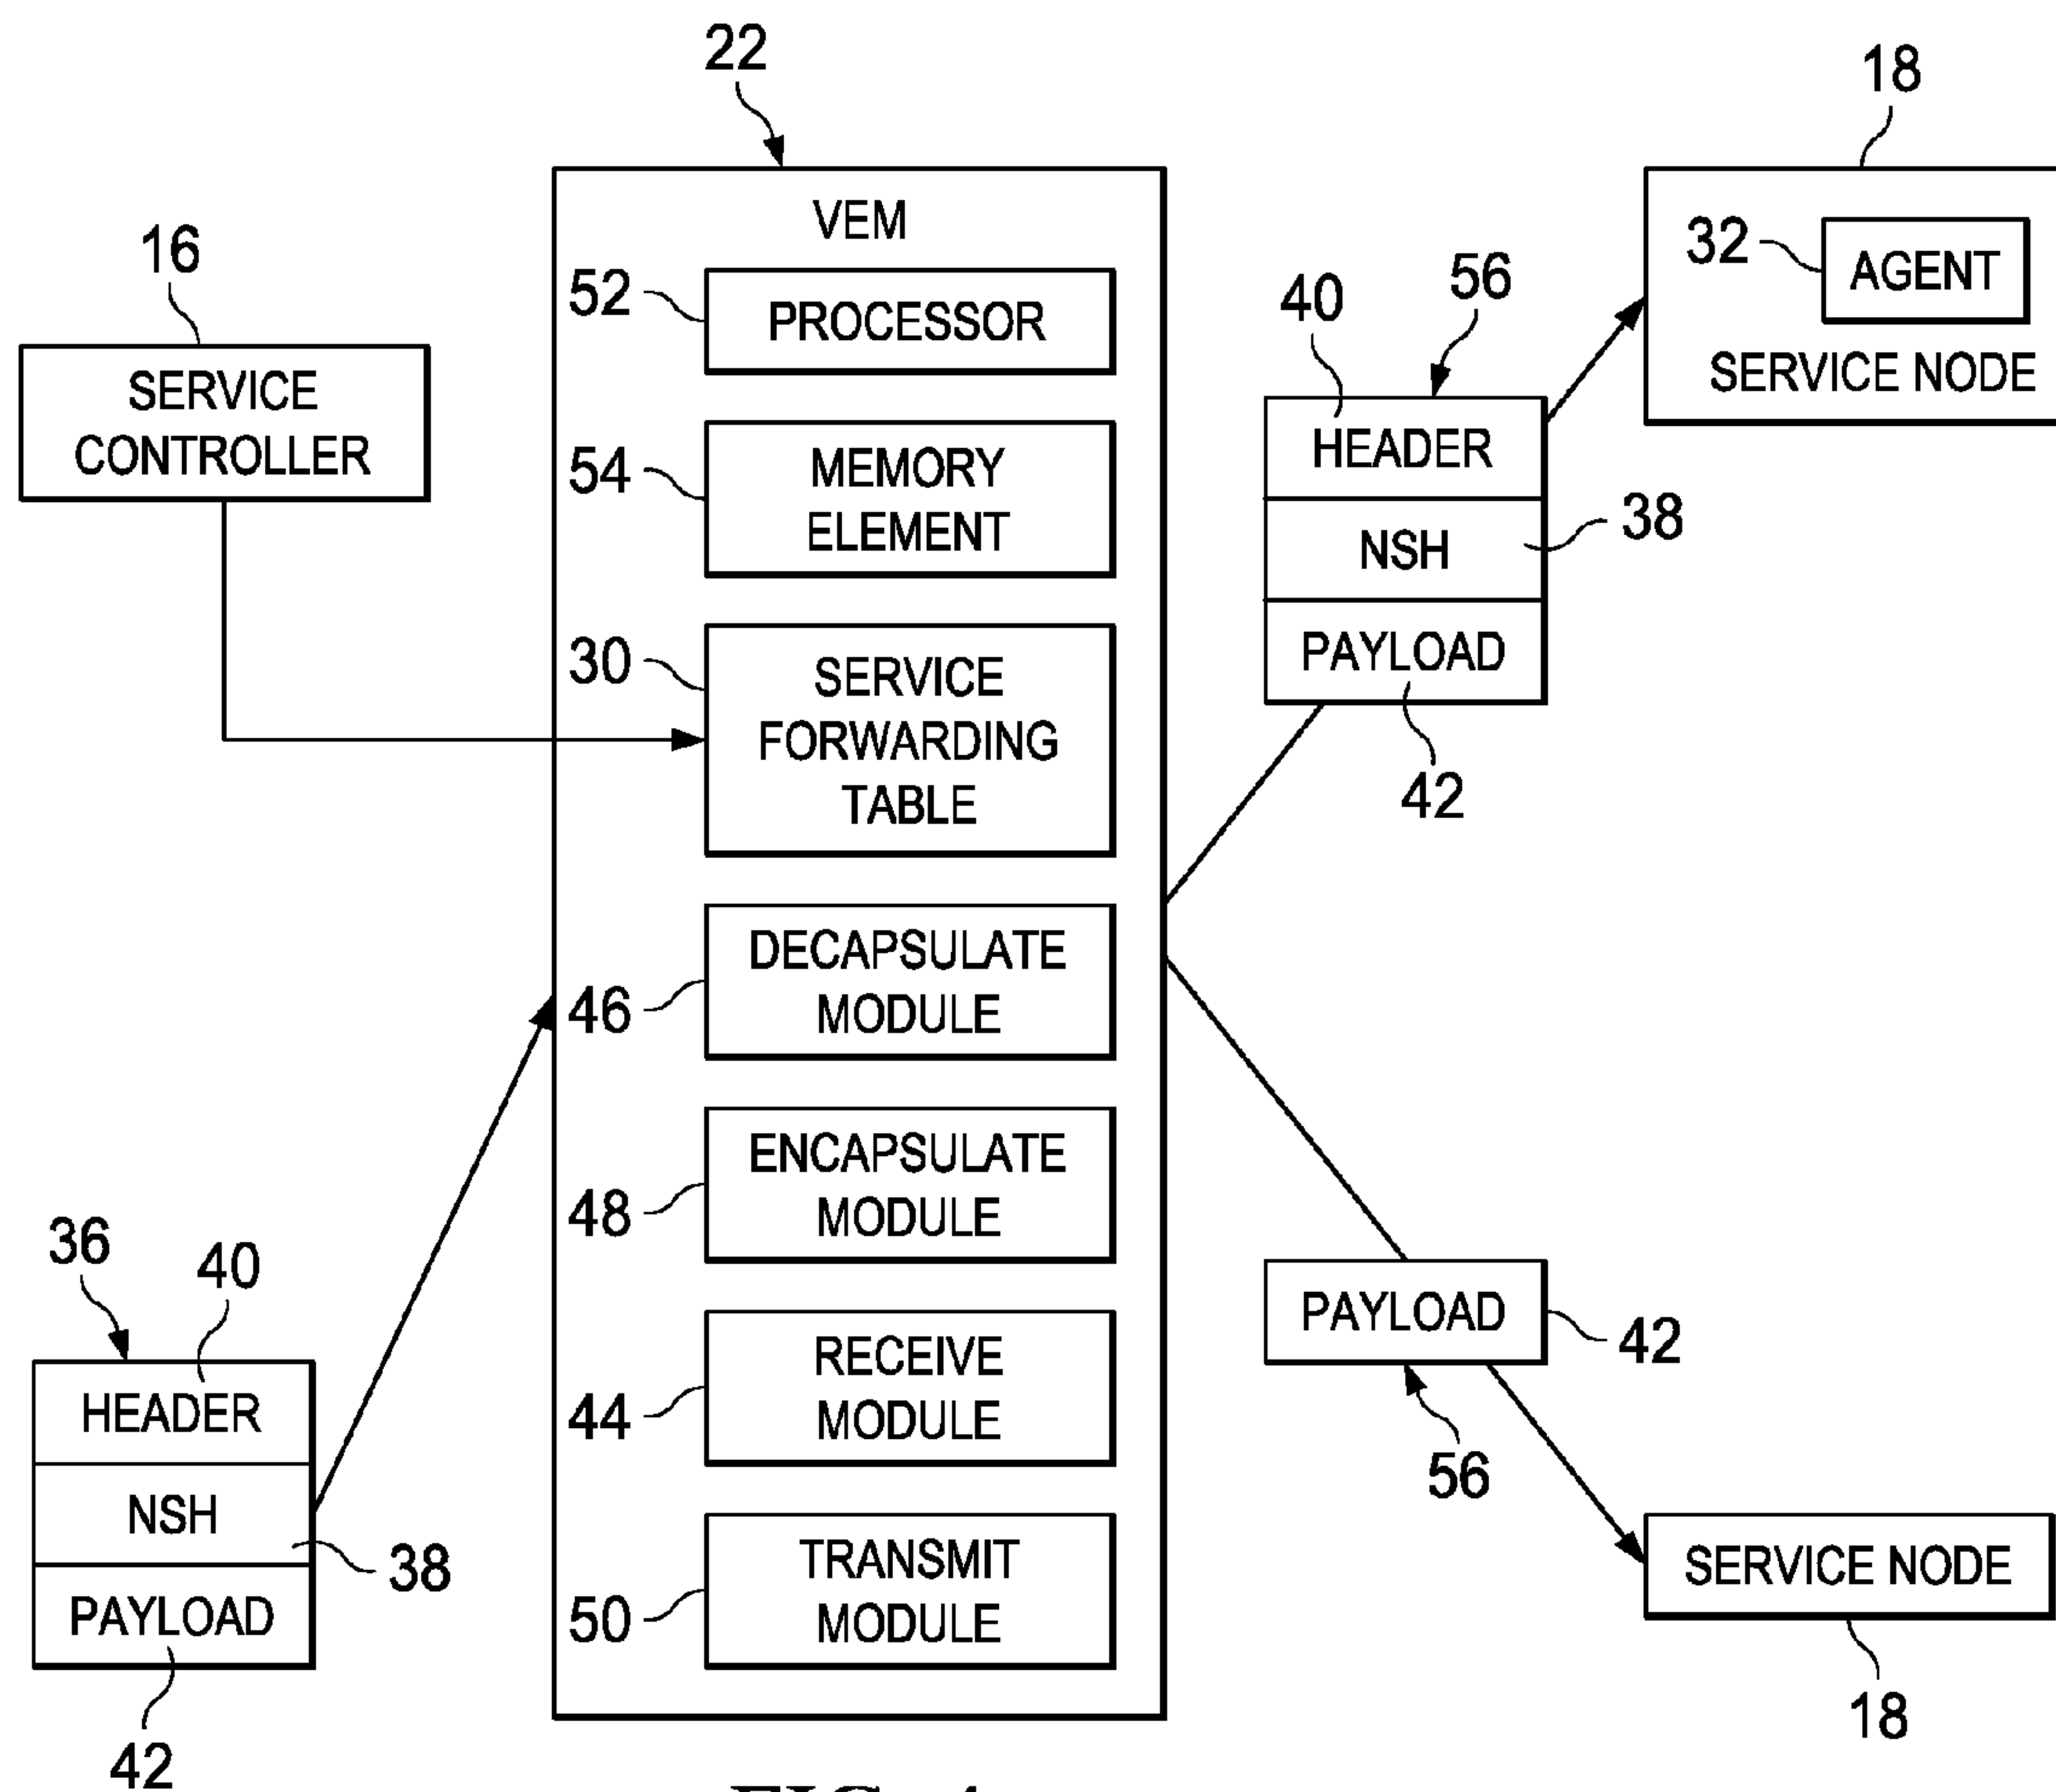 22
18
VEM
32
AGENT
SERVICE NODE
16
SERVICE
CONTROLLER
52
PROCESSOR
54
MEMORY
ELEMENT
30
SERVICE
FORWARDING
TABLE
46
DECAPSULATE
MODULE
48
ENCAPSULATE
MODULE
44
RECEIVE
MODULE
50
TRANSMIT
MODULE
40
56
HEADER
NSH
38
PAYLOAD
42
36
40
HEADER
NSH
38
PAYLOAD
42
PAYLOAD
42
56
SERVICE NODE
18